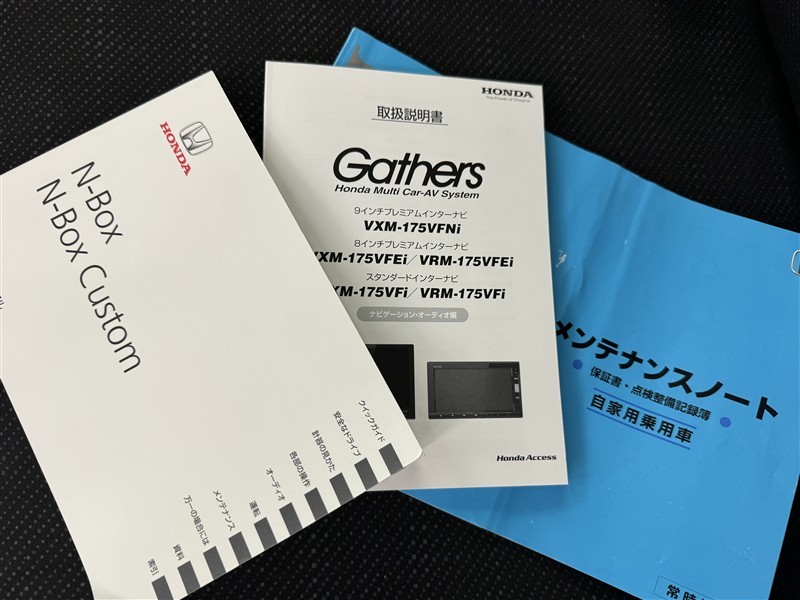 HONDA
N-Box
N-Box Custom
クイックガイド
安全なドライブ
計器の見かた
各部の操作
オーディオ
運転
メンテナンス
万一の場合には
資料
索引
HONDA
The Power of Dreams
取扱説明書
Gathers
Honda Multi Car-AV System
9インチプレミアムインターナビ
VXM-175VFNi
8インチプレミアムインターナビ
VXM-175VFEi/VRM-175VFEi
スタンダードインターナビ
XM-175VFi/VRM-175VFi
ナビゲーション・オーディオ編
Honda Access
メンテナンスノート
保証書・点検整備記録簿
自家用乗用車
常時